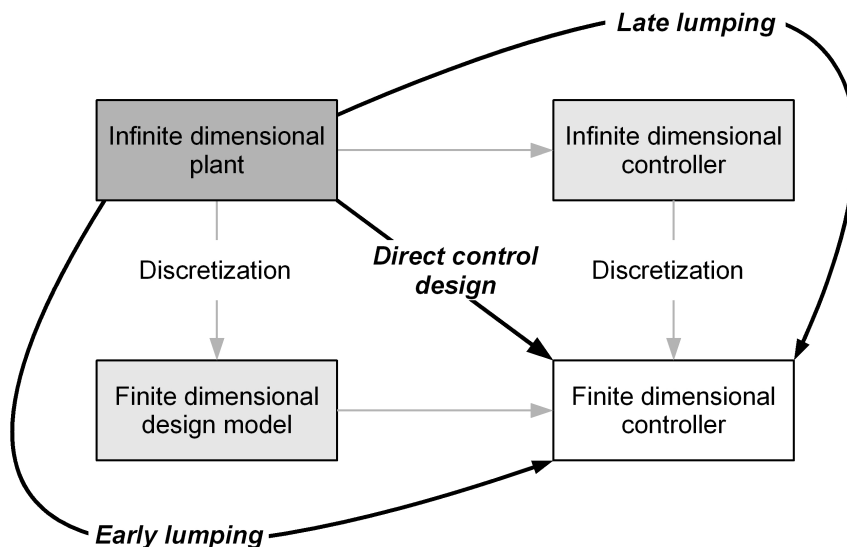 Late lumping
Infinite dimensional
plant
Infinite dimensional
controller
Discretization
Direct control
design
Discretization
Finite dimensional
design model
Finite dimensional
controller
Early lumping